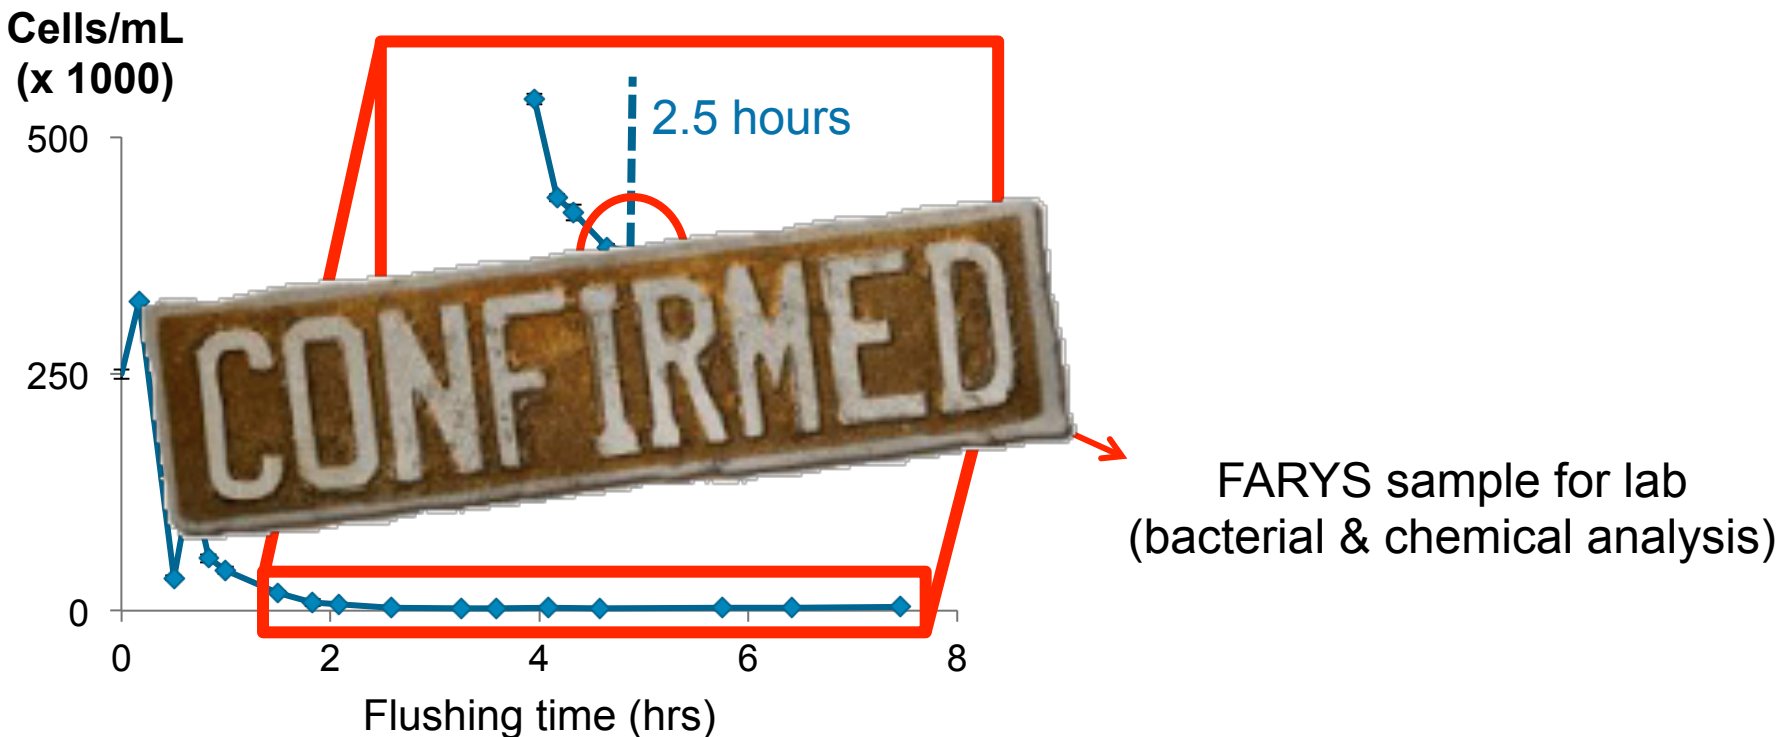 Cells/mL
(x 1000)
500
250
0
2.5 hours
CONFIRMED
FARYS sample for lab
(bacterial & chemical analysis)
0 2 4 6 8
Flushing time (hrs)